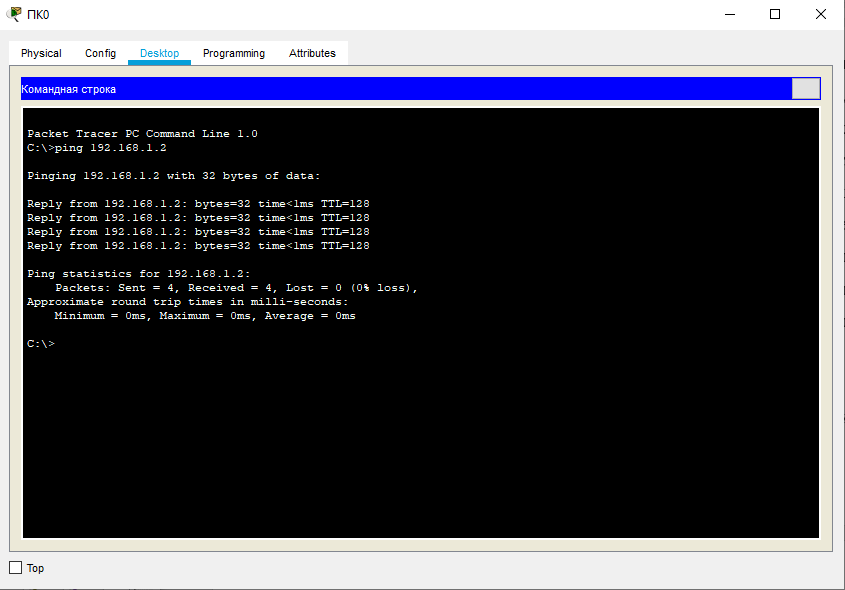 ПК0
Physical Config Desktop Programming Attributes
Командная строка
Packet Tracer PC Command Line 1.0
C:\>ping 192.168.1.2
Pinging 192.168.1.2 with 32 bytes of data:
Reply from 192.168.1.2: bytes=32 time<1ms TTL=128
Reply from 192.168.1.2: bytes=32 time<1ms TTL=128
Reply from 192.168.1.2: bytes=32 time<1ms TTL=128
Reply from 192.168.1.2: bytes=32 time<1ms TTL=128
Ping statistics for 192.168.1.2:
Packets: Sent = 4, Received = 4, Lost = 0 (0% loss),
Approximate round trip times in milli-seconds:
Minimum = 0ms, Maximum = 0ms, Average = 0ms
C:\>
Top